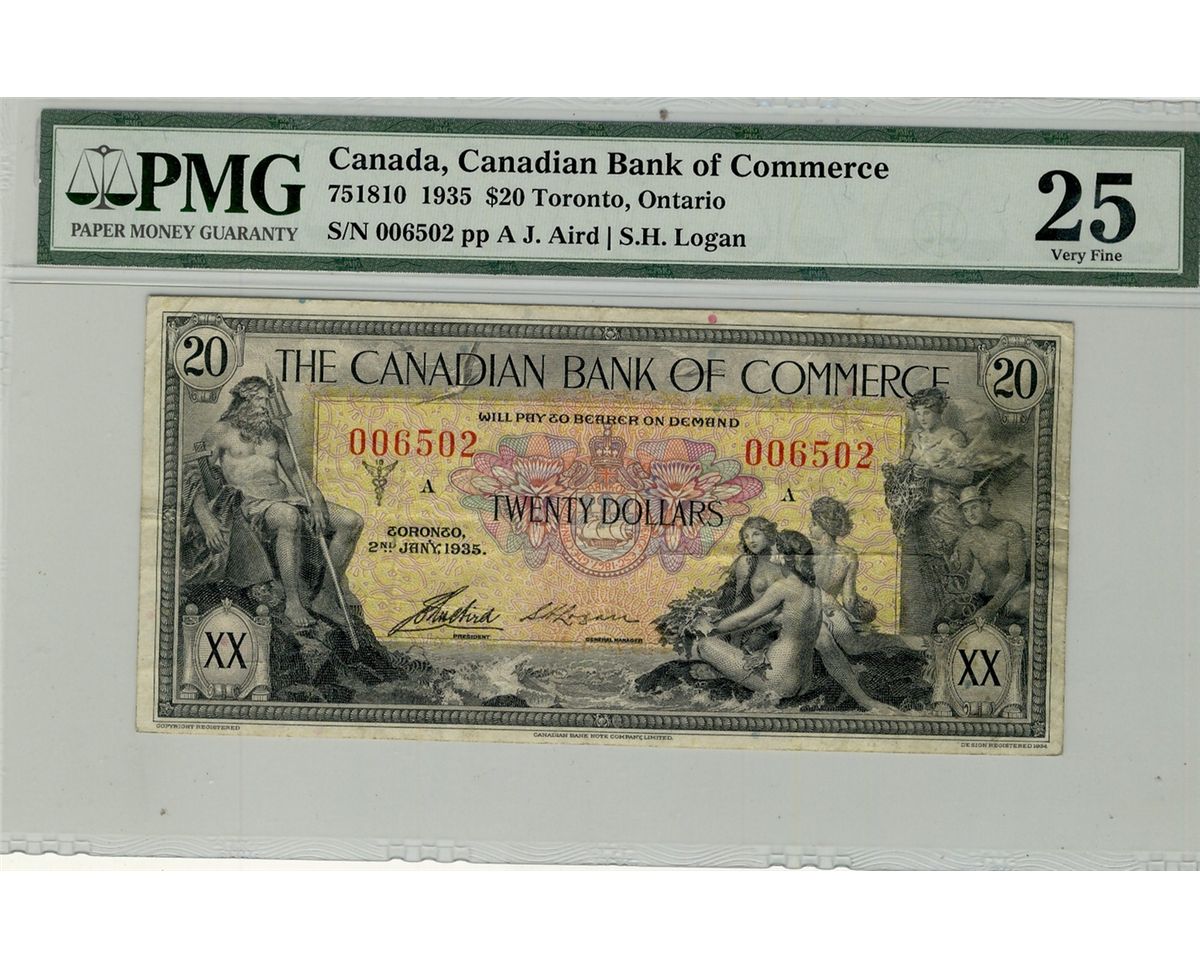 PMG
PAPER MONEY GUARANTY
Canada, Canadian Bank of Commerce
751810 1935 $20 Toronto, Ontario
S/N 006502 pp A J. Aird | S.H. Logan
25
Very Fine
20
THE CANADIAN BANK OF COMMERCE
20
WILL PAY TO BEARER ON DEMAND
006502
006502
A
A
TWENTY DOLLARS
TORONTO,
2ND JANY, 1935.
PRESIDENT
S H Logan
GENERAL MANAGER
XX
XX
COPYRIGHT REGISTERED
CANADIAN BANK NOTE COMPANY, LIMITED.
DESIGN REGISTERED 1934